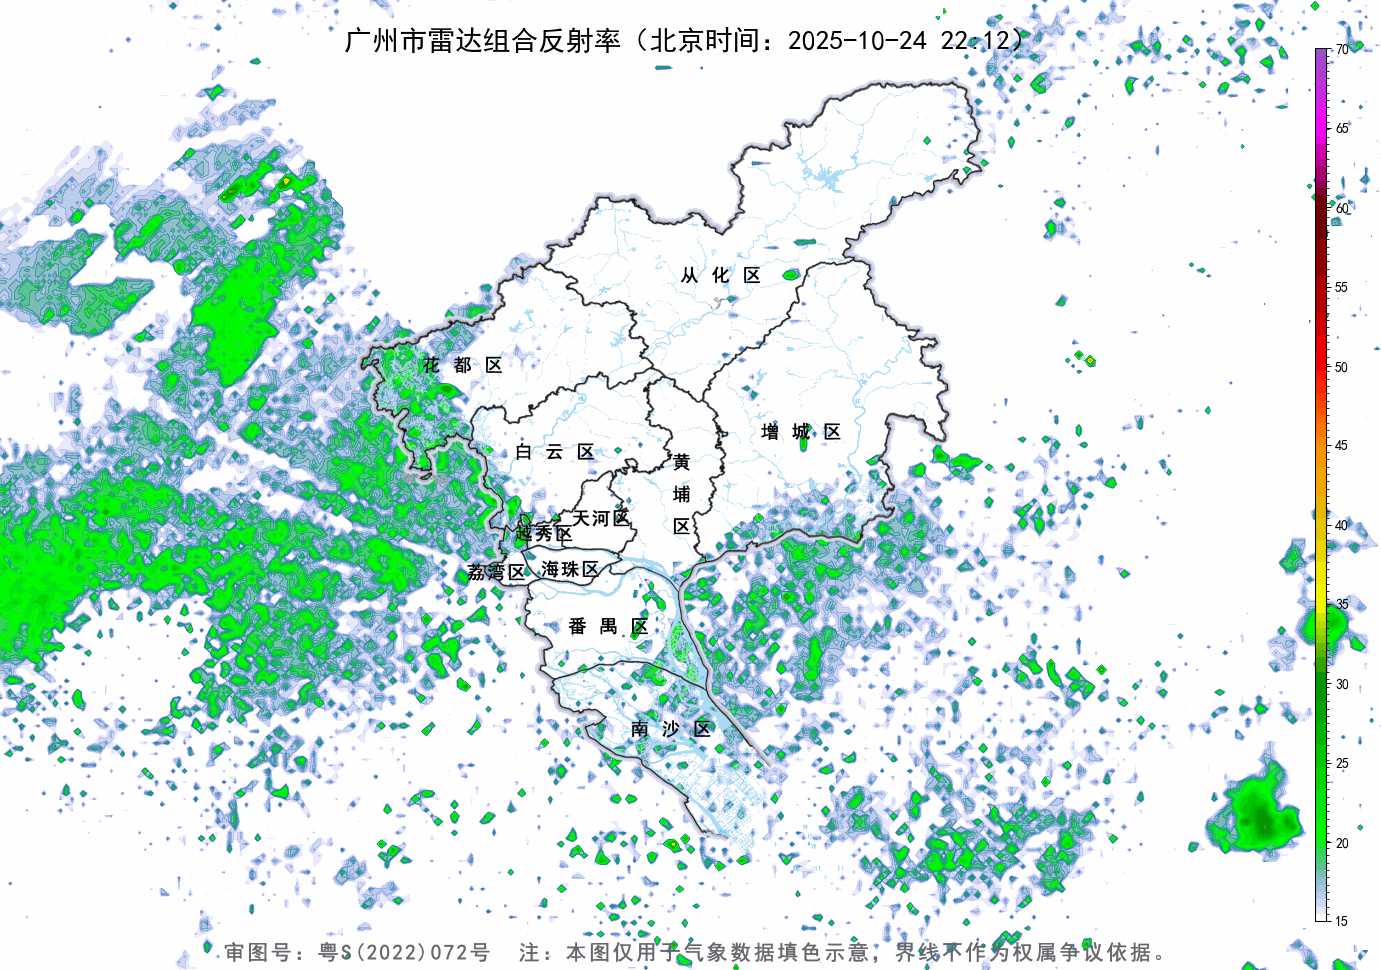 广州市雷达组合反射率（北京时间：2025-10-24 22:12）
70
65
60
55
50
45
40
35
30
25
20
15
从化区
花都区
增城区
白云区
黄埔区
天河区
越秀区
荔湾区
海珠区
番禺区
南沙区
审图号：粤S(2022)072号 注：本图仅用于气象数据填色示意，界线不作为权属争议依据。